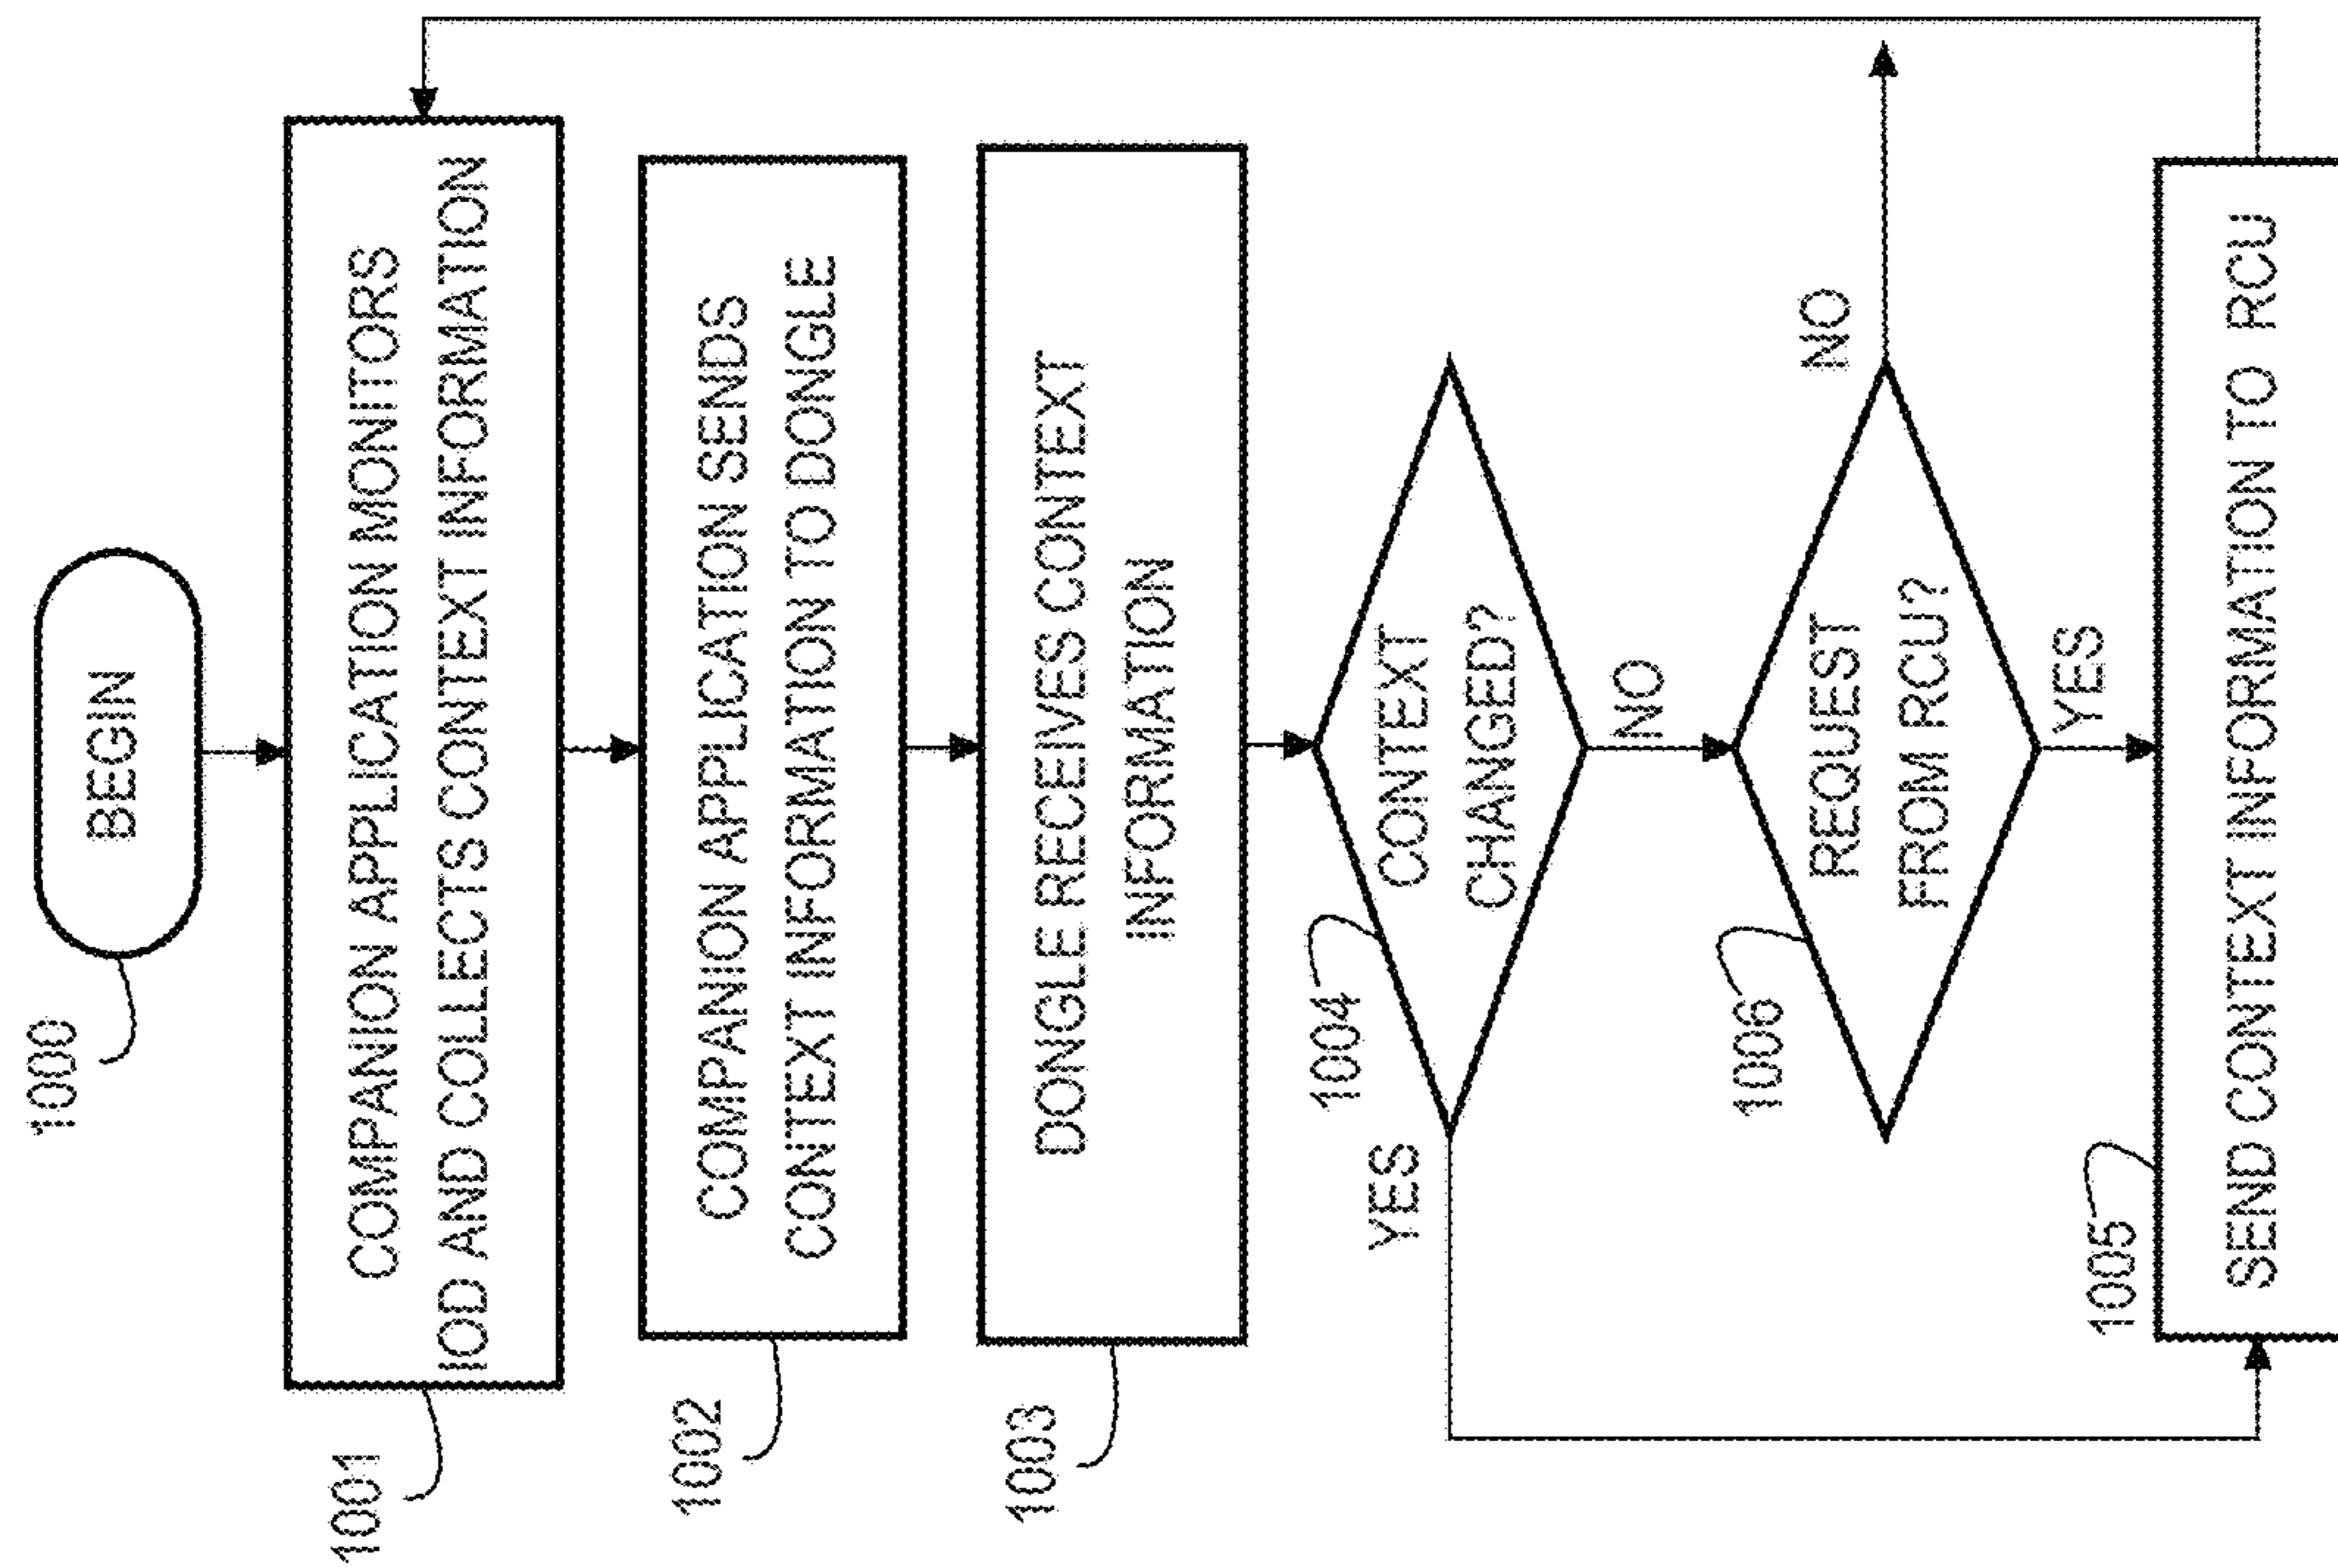 1000
BEGIN
1001
COMPANION APPLICATION MONITORS
IOD AND COLLECTS CONTEXT INFORMATION
1002
COMPANION APPLICATION SENDS
CONTEXT INFORMATION TO DONGLE
1003
DONGLE RECEIVES CONTEXT
INFORMATION
1004
CONTEXT
CHANGED?
YES
NO
1006
REQUEST
FROM RCU?
NO
YES
1005
SEND CONTEXT INFORMATION TO RCU